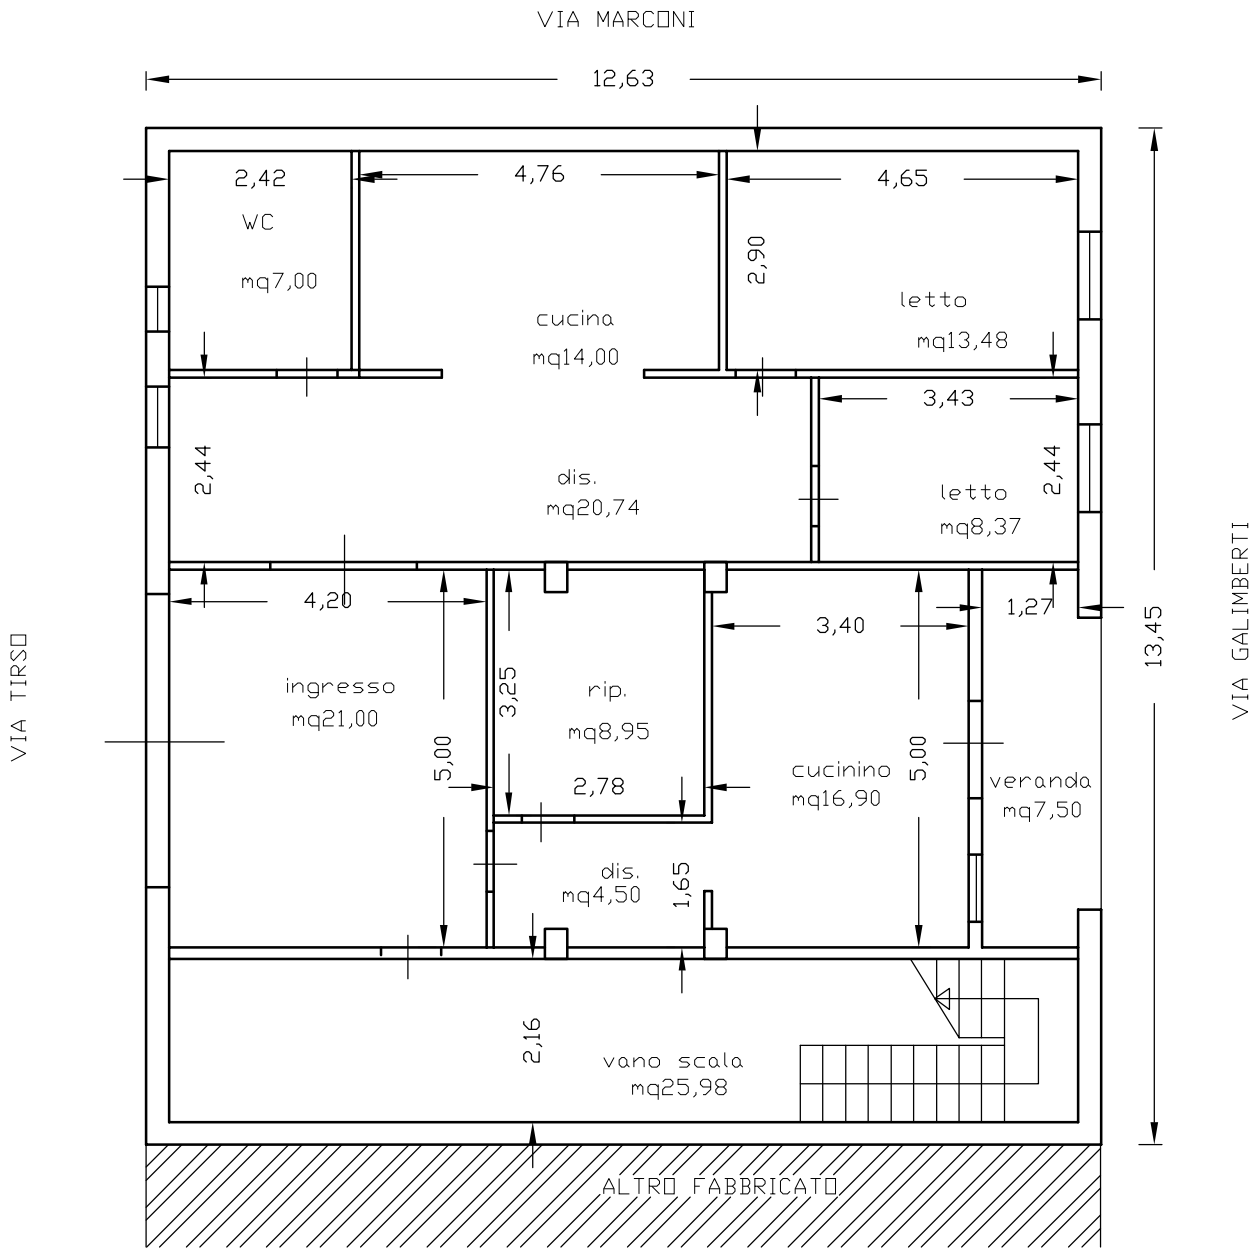 VIA MARCONI
12,63
2,42
4,76
4,65
WC
mq7,00
2,90
cucina
mq14,00
letto
mq13,48
3,43
2,44
dis.
mq20,74
2,44
letto
mq8,37
VIA TIRSO
VIA GALIMBERTI
13,45
4,20
1,27
3,40
ingresso
mq21,00
3,25
rip.
mq8,95
5,00
2,78
cucinino
mq16,90
5,00
veranda
mq7,50
dis.
mq4,50
1,65
2,16
vano scala
mq25,98
ALTRO FABBRICATO